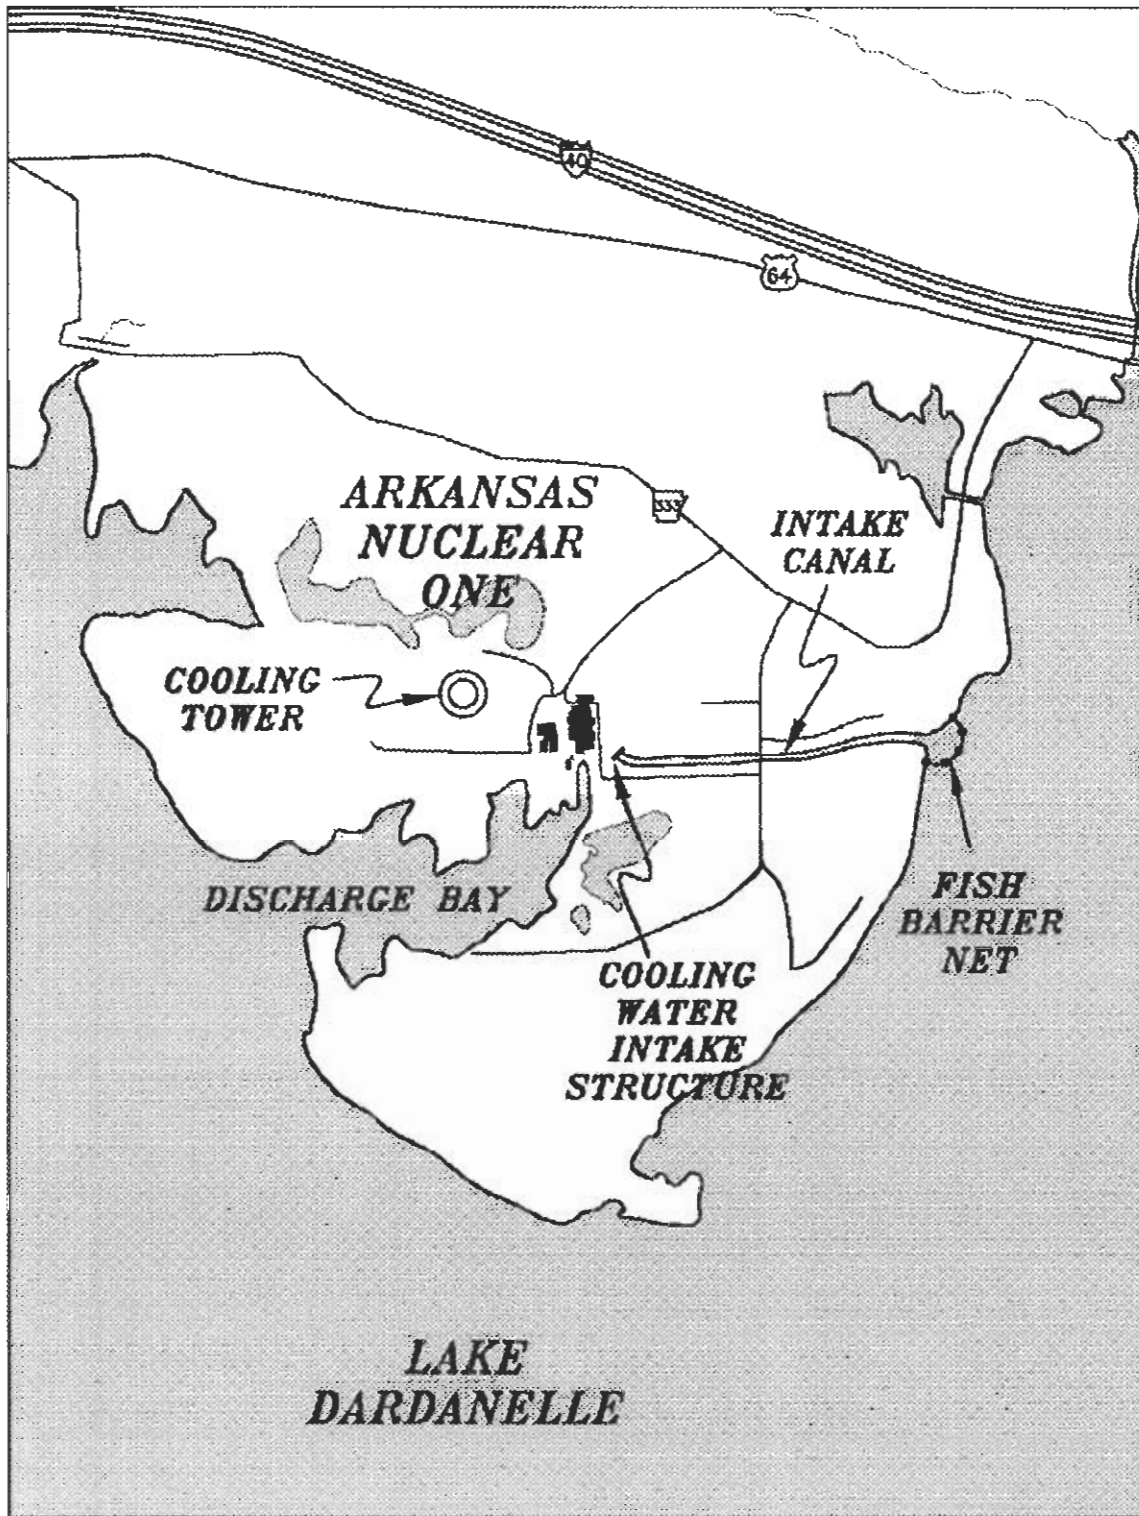 40
64
ARKANSAS
NUCLEAR
ONE
333
INTAKE
CANAL
COOLING
TOWER
DISCHARGE BAY
FISH
BARRIER
NET
COOLING
WATER
INTAKE
STRUCTURE
LAKE
DARDANELLE